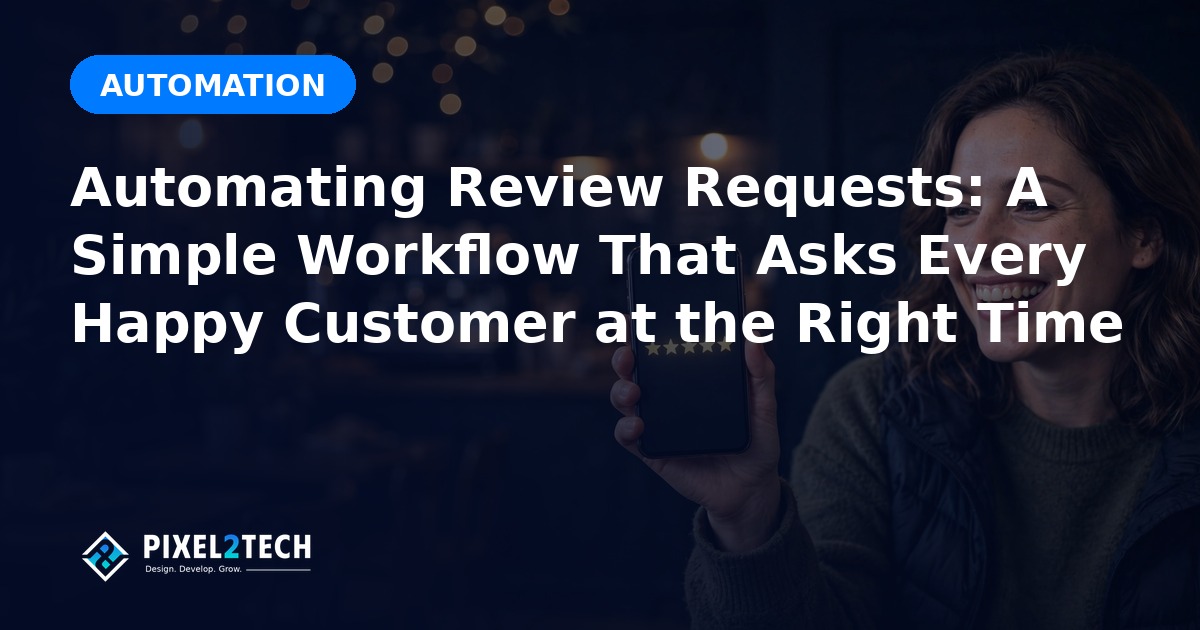 AUTOMATION
Automating Review Requests: A
Simple Workflow That Asks Every
Happy Customer at the Right Time
PIXEL2TECH
Design. Develop. Grow.